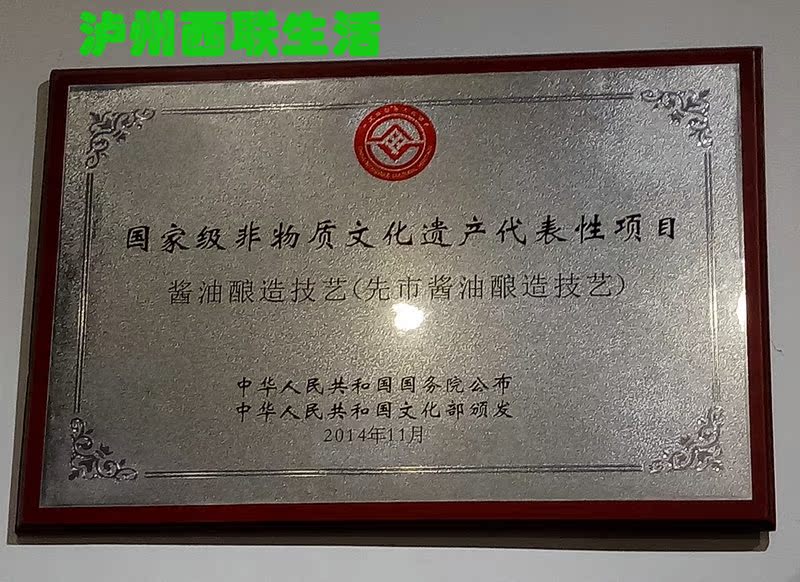 泸州西联生活
国家级非物质文化遗产代表性项目
酱油酿造技艺(先市酱油酿造技艺)
中华人民共和国国务院公布
中华人民共和国文化部颁发
2014年11月